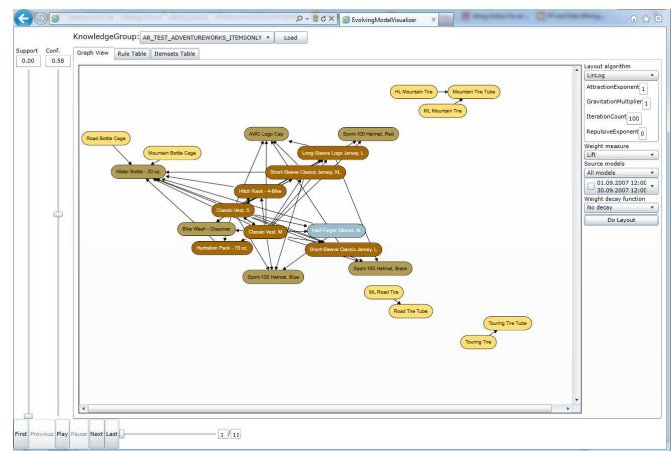 EvolvingModelVisualizer
KnowledgeGroup: AR_TEST_ADVENTUREWORKS_ITEMSONLY Load
Support Conf.
0.00 0.58
Graph View Rule Table Itemsets Table
HL Mountain Tire
Mountain Tire Tube
ML Mountain Tire
Road Bottle Cage
AWC Logo Cap
Sport-100 Helmet, Red
Mountain Bottle Cage
Long-Sleeve Logo Jersey, L
Water Bottle - 30 oz.
Short-Sleeve Classic Jersey, XL
Hitch Rack - 4-Bike
Classic Vest, S
Bike Wash - Dissolver
Classic Vest, M
Half-Finger Gloves, M
Hydration Pack - 70 oz.
Short-Sleeve Classic Jersey, L
Sport-100 Helmet, Blue
Sport-100 Helmet, Black
ML Road Tire
Road Tire Tube
Touring Tire Tube
Touring Tire
Layout algorithm
LinLog
AttractionExponent 1
GravitationMultiplier 1
IterationCount 100
RepulsiveExponent 0
Weight measure
Lift
Source models
All models
01.09.2007 12:00
30.09.2007 12:00
Weight decay function
No decay
Do Layout
First Previous Play Pause Next Last 1 / 11